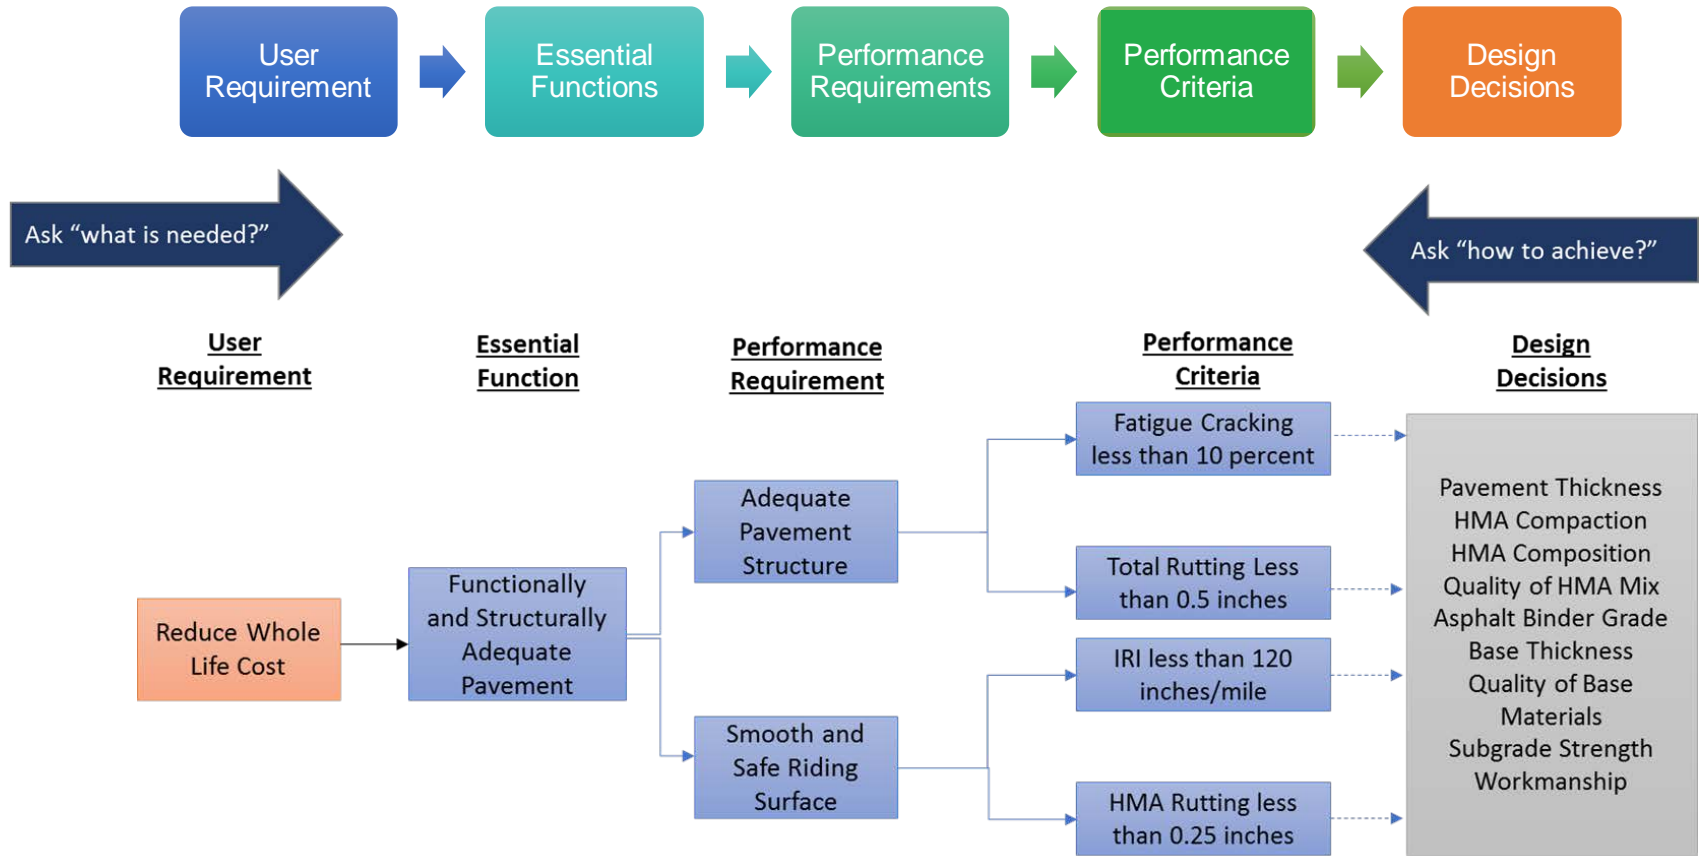 User
Requirement
Essential
Functions
Performance
Requirements
Performance
Criteria
Design
Decisions
Ask “what is needed?”
Ask “how to achieve?”
User
Requirement
Essential
Function
Performance
Requirement
Performance
Criteria
Design
Decisions
Reduce Whole
Life Cost
Functionally
and Structurally
Adequate
Pavement
Adequate
Pavement
Structure
Smooth and
Safe Riding
Surface
Fatigue Cracking
less than 10 percent
Total Rutting Less
than 0.5 inches
IRI less than 120
inches/mile
HMA Rutting less
than 0.25 inches
Pavement Thickness
HMA Compaction
HMA Composition
Quality of HMA Mix
Asphalt Binder Grade
Base Thickness
Quality of Base
Materials
Subgrade Strength
Workmanship